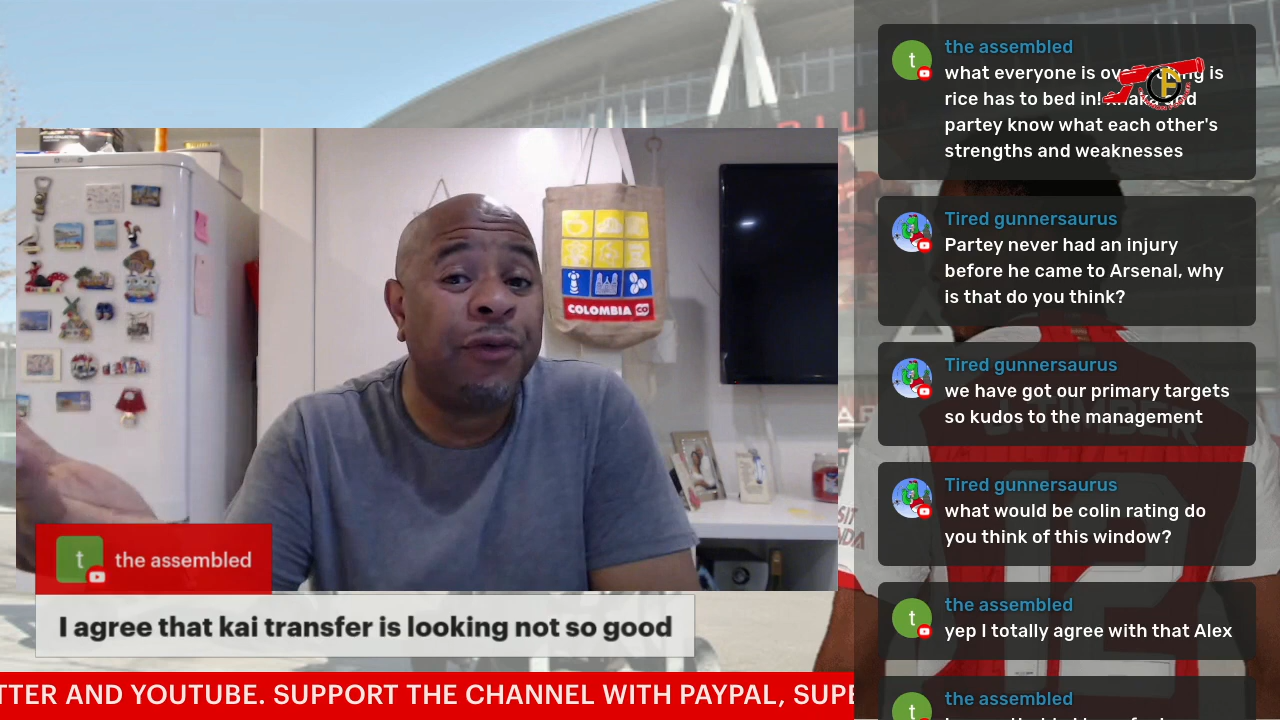 the assembled
what everyone is is
rice has to bed in!
partey know what each other's
strengths and weaknesses
Tired gunnersaurus
Partey never had an injury
before he came to Arsenal, why
is that do you think?
Tired gunnersaurus
we have got our primary targets
so kudos to the management
Tired gunnersaurus
what would be colin rating do
you think of this window?
the assembled
yep I totally agree with that Alex
the assembled
COLOMBIA CO
t the assembled
I agree that kai transfer is looking not so good
TTER AND YOUTUBE. SUPPORT THE CHANNEL WITH PAYPAL, SUPE